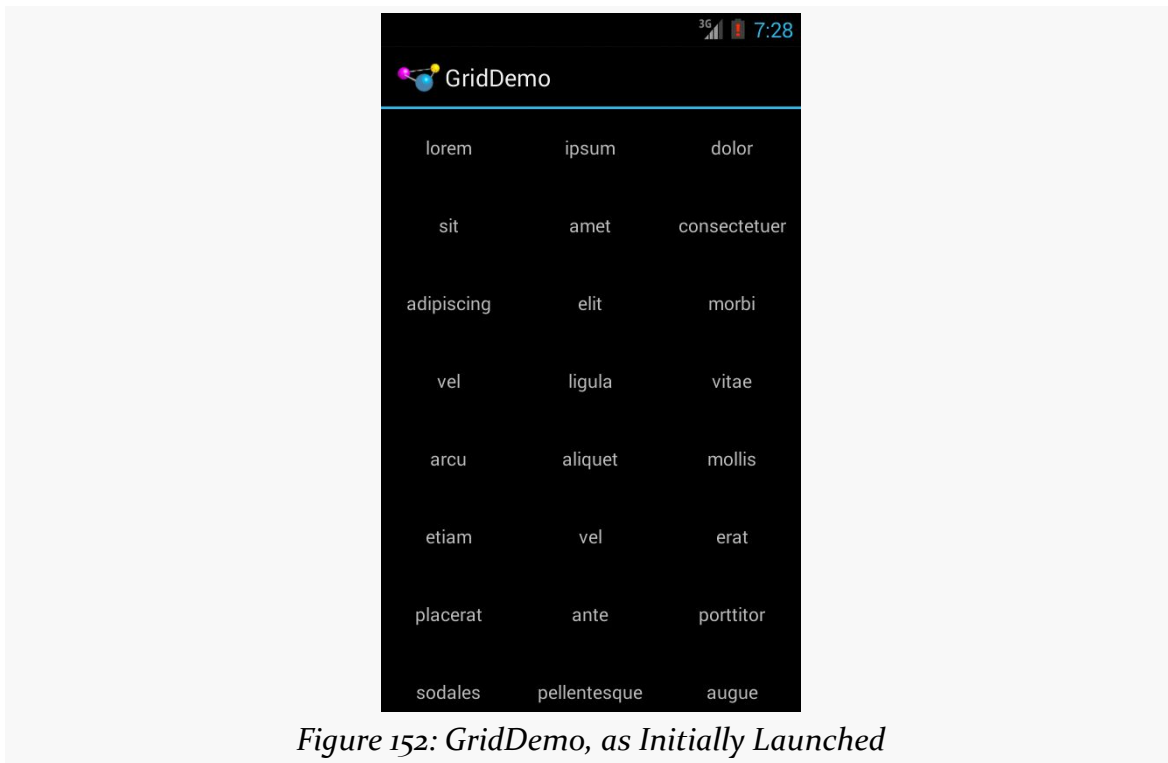 3G 7:28
GridDemo
lorem ipsum dolor
sit amet consectetuer
adipiscing elit morbi
vel ligula vitae
arcu aliquet mollis
etiam vel erat
placerat ante porttitor
sodales pellentesque augue
Figure 152: GridDemo, as Initially Launched